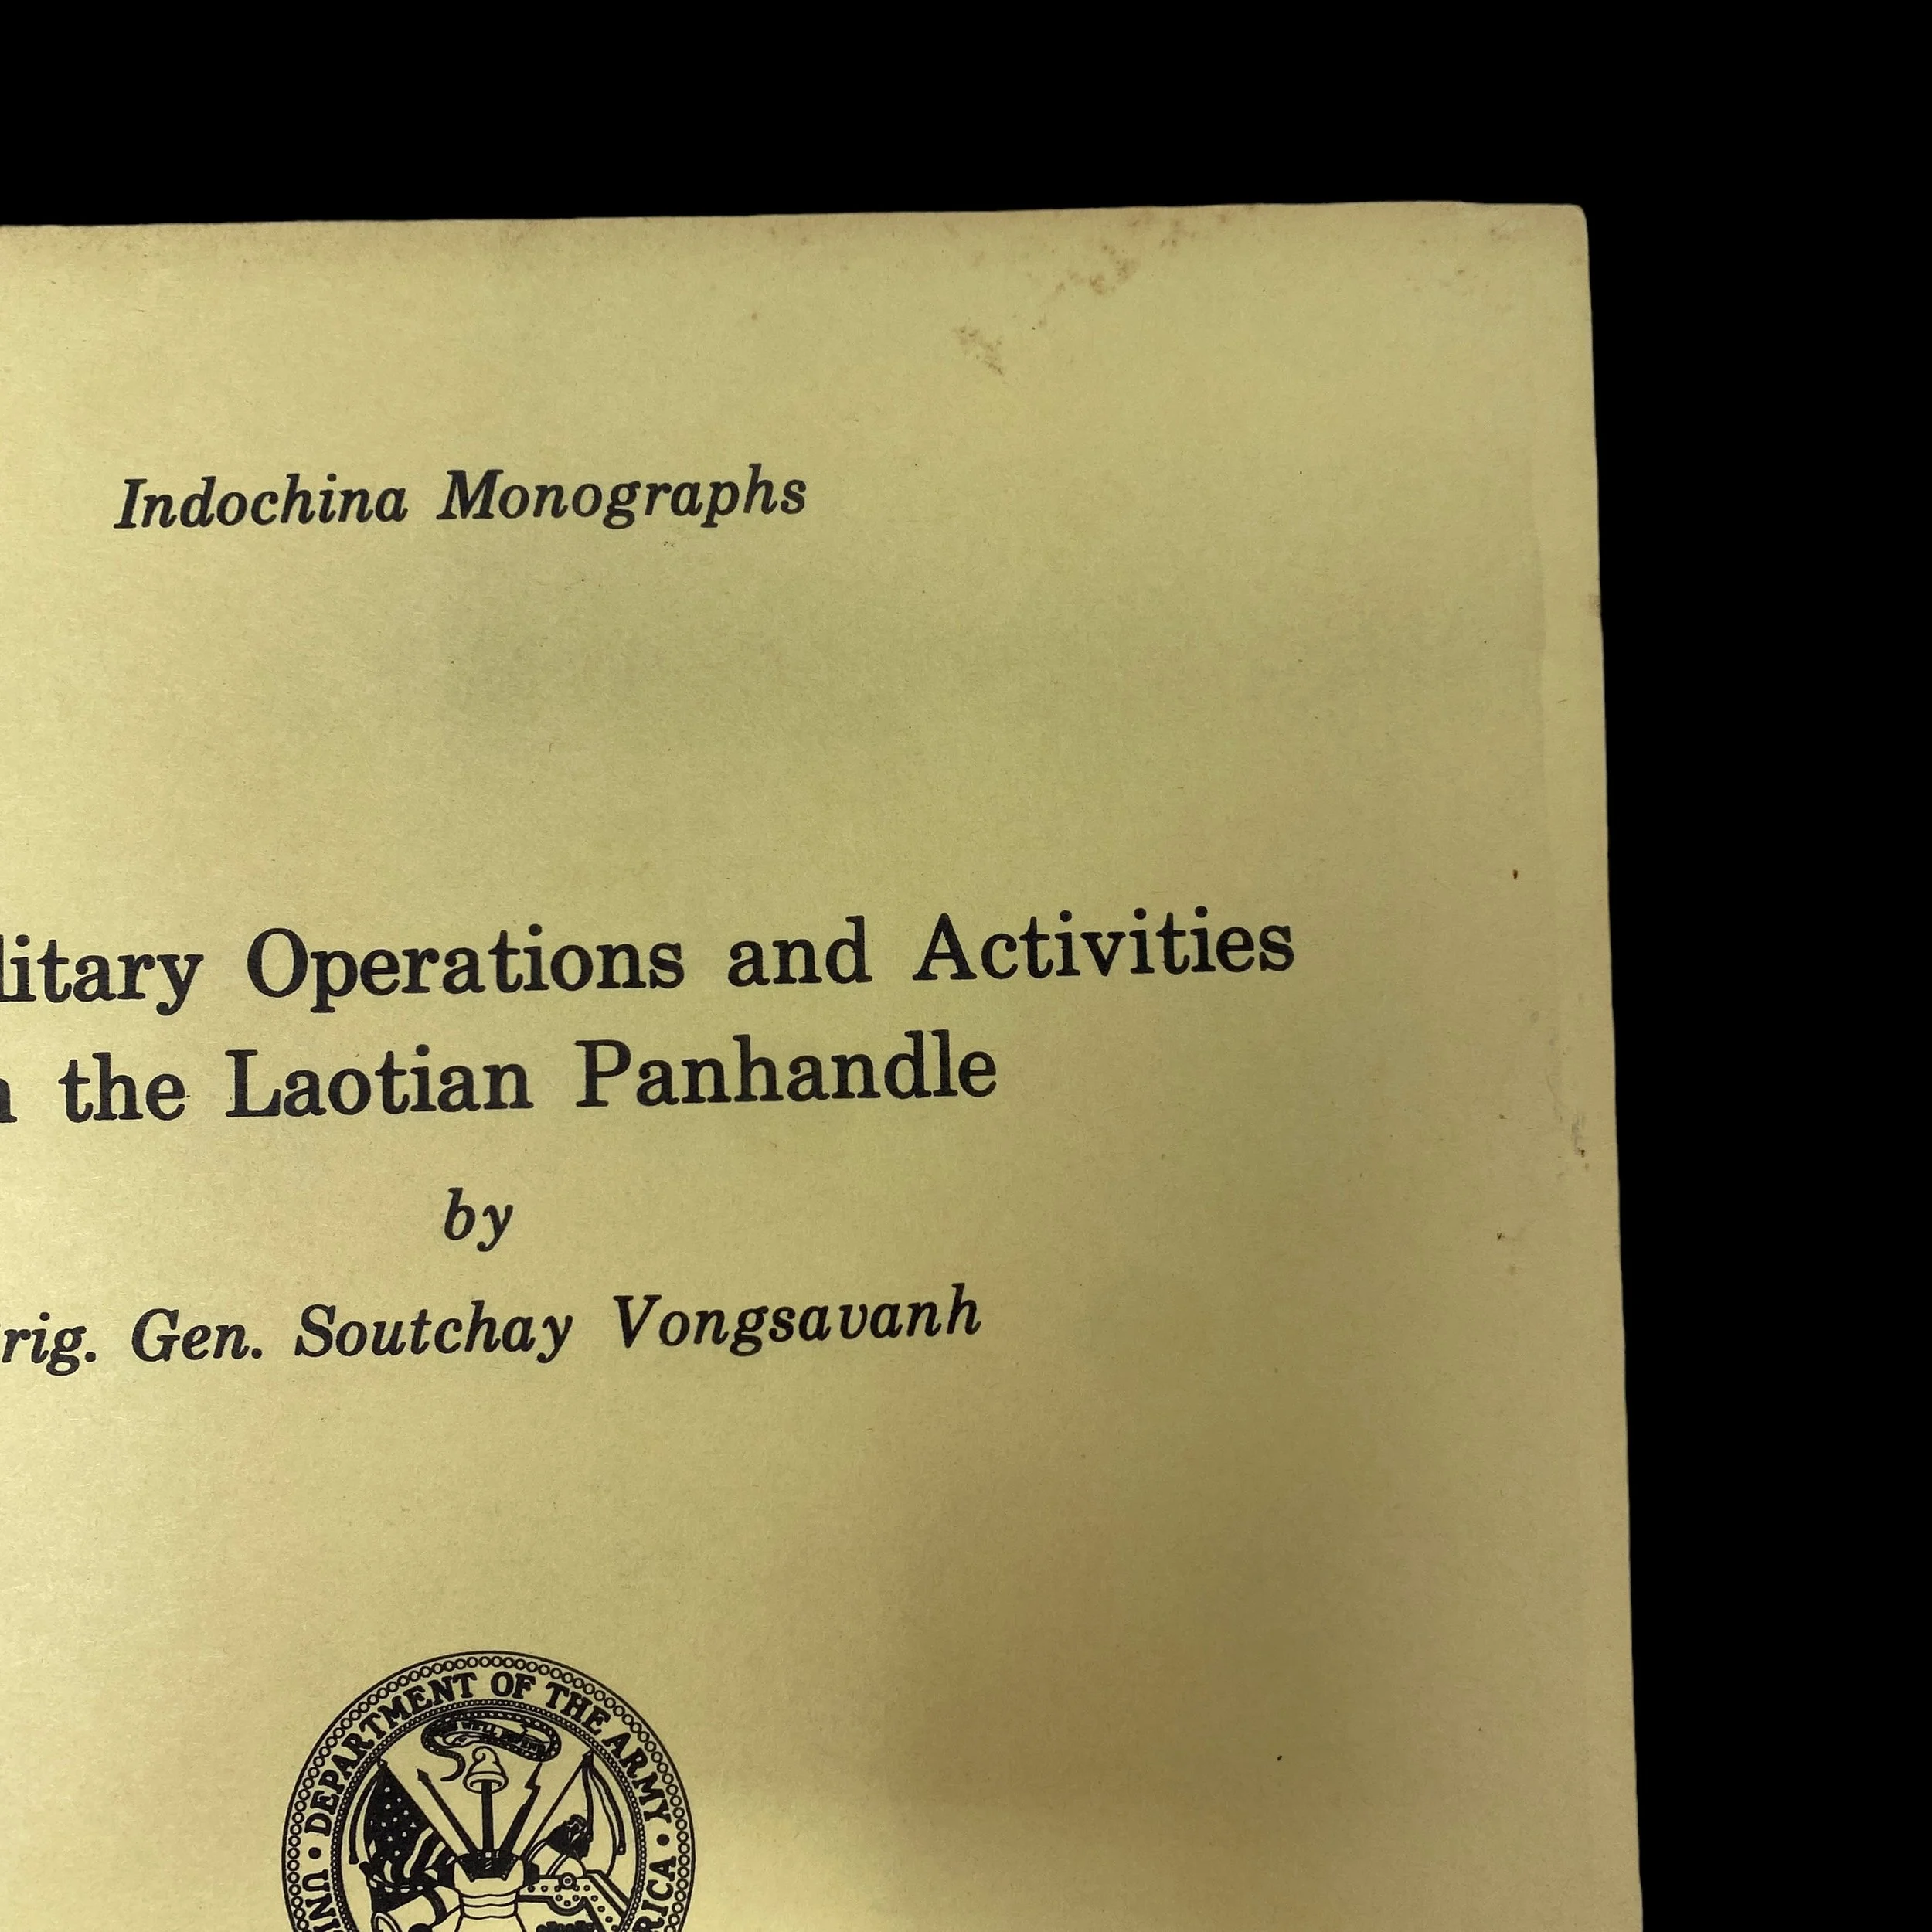 Indochina Monographs
litary Operations and Activities
the Laotian Panhandle
by
rig. Gen. Soutchay Vongsavanh
DEPARTMENT OF THE ARMY